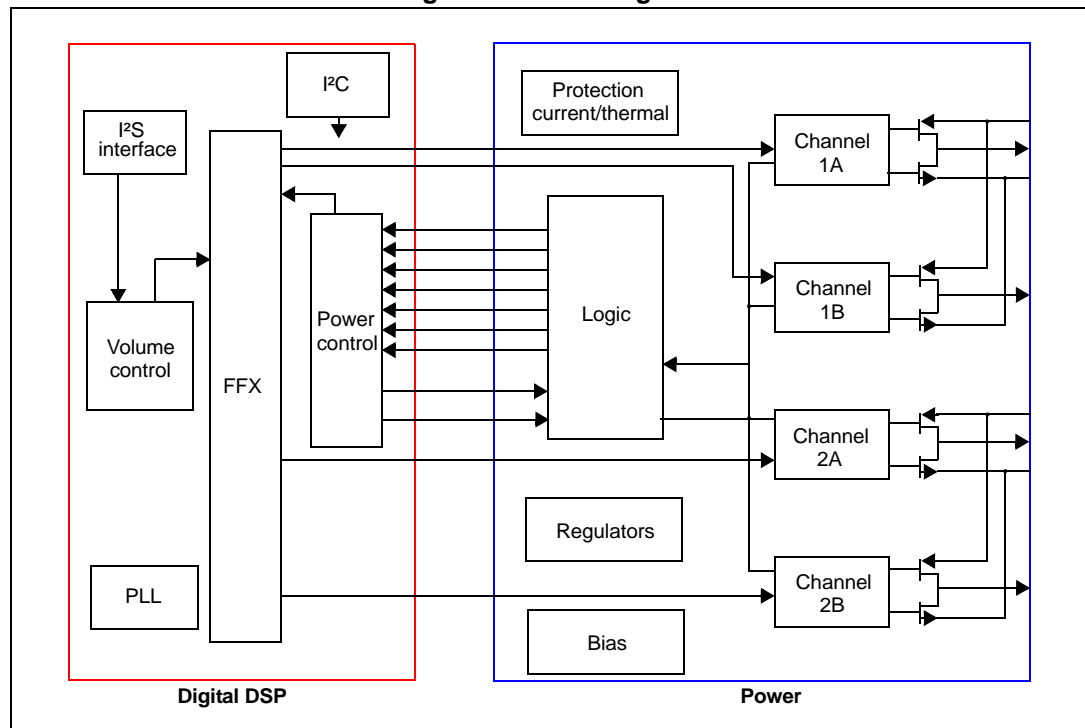 I²C
I²S
interface
Volume
control
FFX
Power
control
PLL
Digital DSP
Protection
current/thermal
Logic
Regulators
Bias
Channel
1A
Channel
1B
Channel
2A
Channel
2B
Power